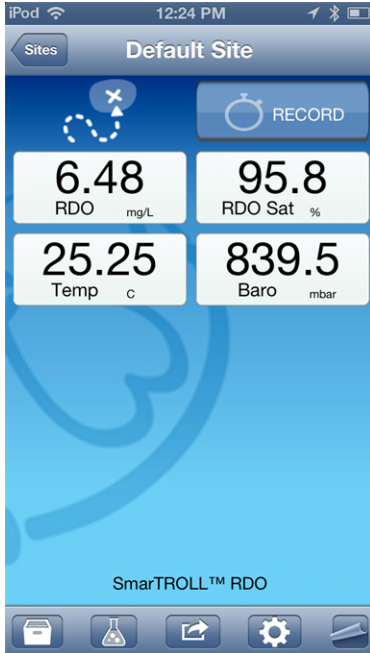 iPod 12:24 PM
Sites Default Site
RECORD
6.48 95.8
RDO mg/L RDO Sat %
25.25 839.5
Temp C Baro mbar
SmarTROLL™ RDO